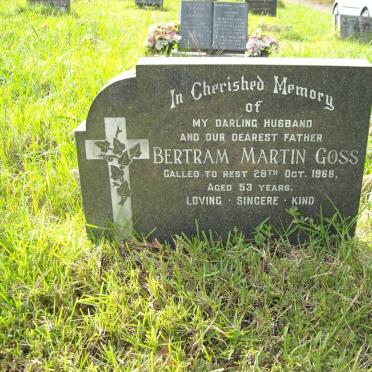 In Cherished Memory
of
MY DARLING HUSBAND
AND OUR DEAREST FATHER
BERTRAM MARTIN GOSS
CALLED TO REST 28TH OCT. 1968,
AGED 53 YEARS.
LOVING · SINCERE · KIND